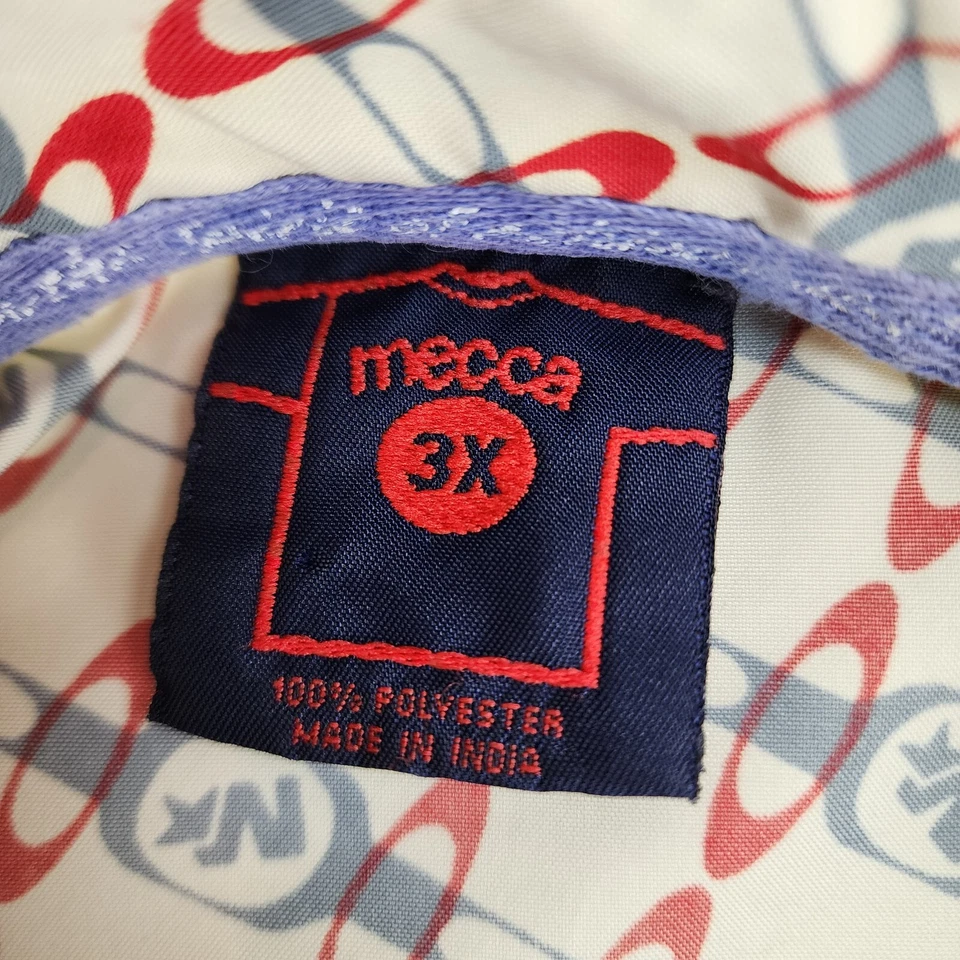 mecca
3X
100% POLYESTER
MADE IN INDIA